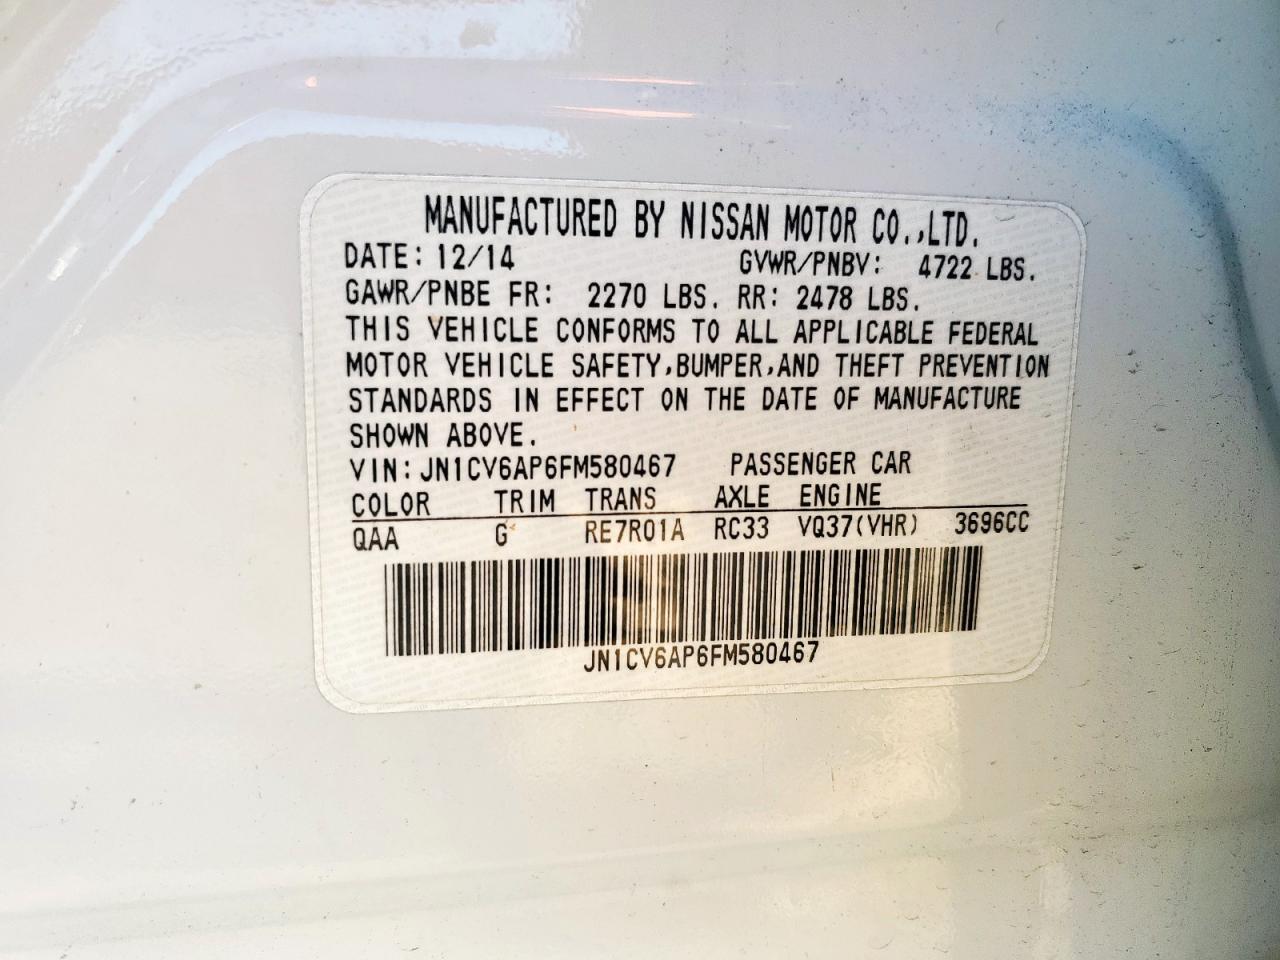 MANUFACTURED BY NISSAN MOTOR CO.,LTD.
DATE: 12/14 GVWR/PNBV: 4722 LBS.
GAWR/PNBE FR: 2270 LBS. RR: 2478 LBS.
THIS VEHICLE CONFORMS TO ALL APPLICABLE FEDERAL
MOTOR VEHICLE SAFETY,BUMPER,AND THEFT PREVENTION
STANDARDS IN EFFECT ON THE DATE OF MANUFACTURE
SHOWN ABOVE.
VIN: JN1CV6AP6FM580467 PASSENGER CAR
COLOR TRIM TRANS AXLE ENGINE
QAA G RE7R01A RC33 VQ37(VHR) 3696CC
JN1CV6AP6FM580467